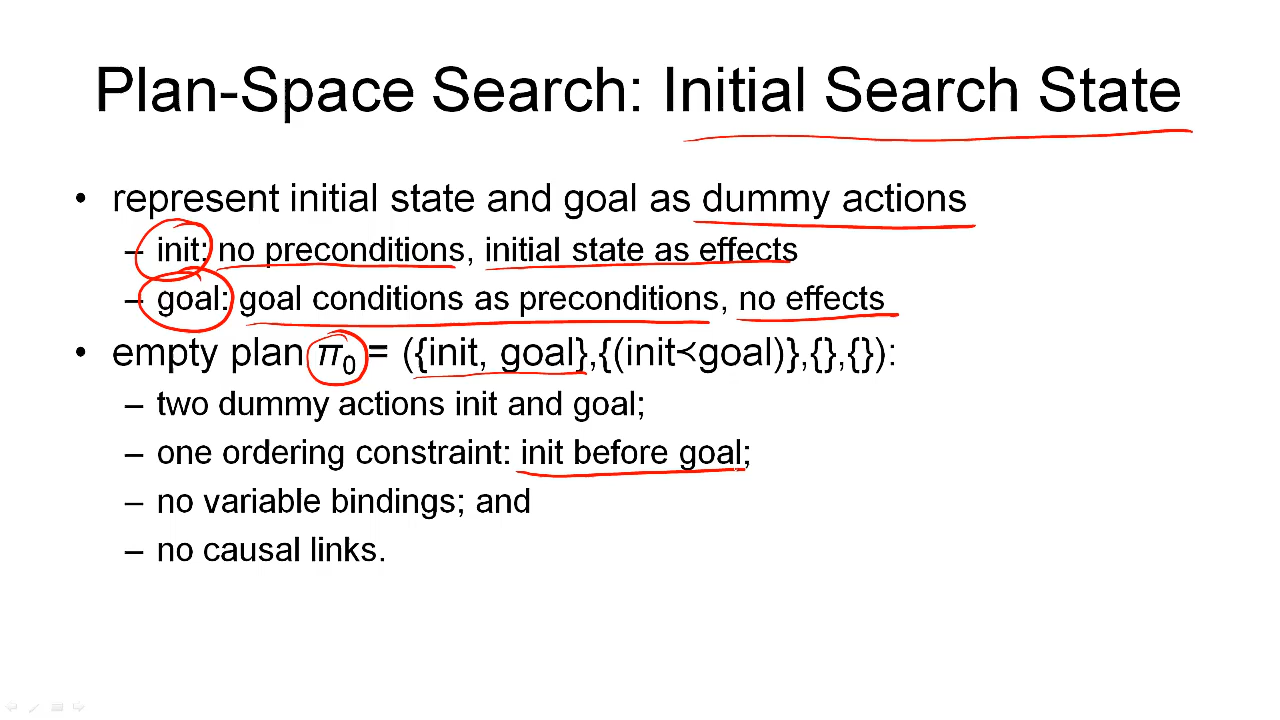 Plan-Space Search: Initial Search State
• represent initial state and goal as dummy actions
– init: no preconditions, initial state as effects
– goal: goal conditions as preconditions, no effects
• empty plan π₀ = ({init, goal},{(init≺goal)},{},{}):
– two dummy actions init and goal;
– one ordering constraint: init before goal;
– no variable bindings; and
– no causal links.